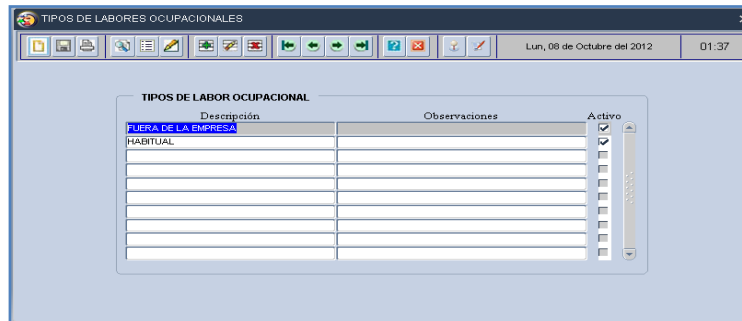 TIPOS DE LABORES OCUPACIONALES
Lun, 08 de Octubre del 2012 01:37
TIPOS DE LABOR OCUPACIONAL
Descripción Observaciones Activo
FUERA DE LA EMPRESA
HABITUAL